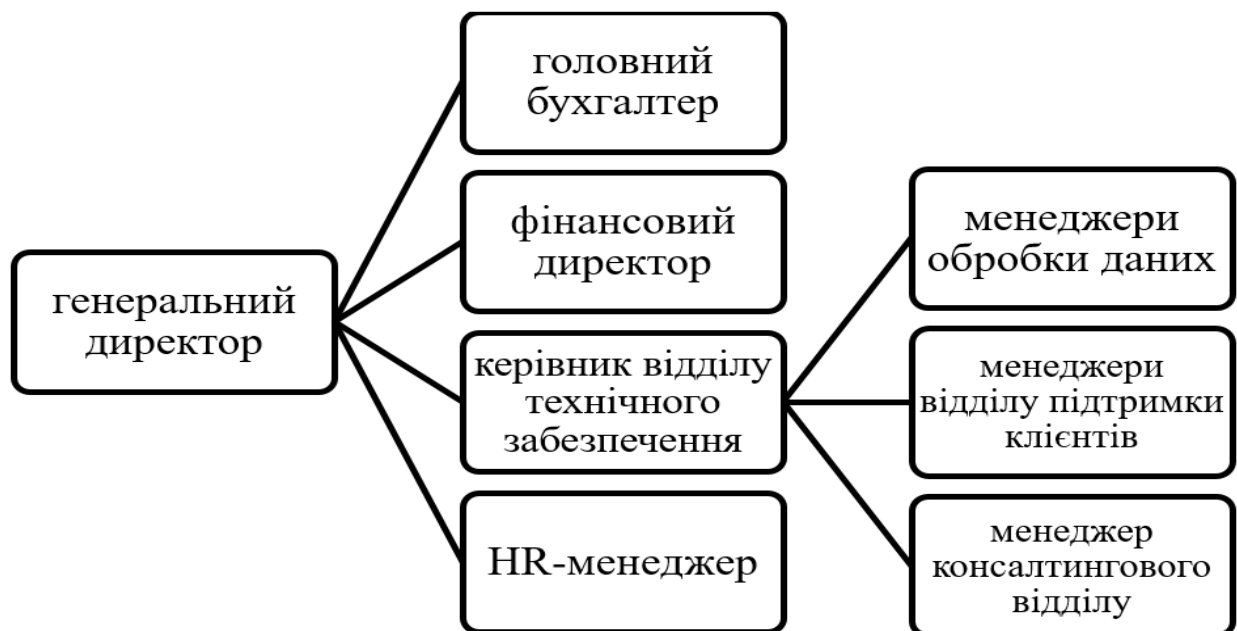 генеральний
директор
головний
бухгалтер
фінансовий
директор
керівник відділу
технічного
забезпечення
HR-менеджер
менеджери
обробки даних
менеджери
відділу підтримки
клієнтів
менеджер
консалтингового
відділу